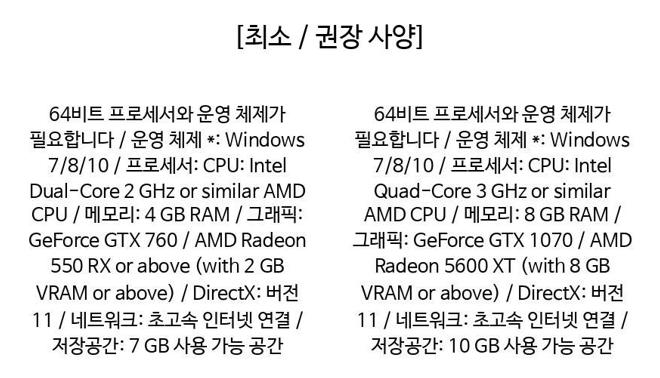 [최소 / 권장 사양]
64비트 프로세서와 운영 체제가
필요합니다 / 운영 체제 *: Windows
7/8/10 / 프로세서: CPU: Intel
Dual-Core 2 GHz or similar AMD
CPU / 메모리: 4 GB RAM / 그래픽:
GeForce GTX 760 / AMD Radeon
550 RX or above (with 2 GB
VRAM or above) / DirectX: 버전
11 / 네트워크: 초고속 인터넷 연결 /
저장공간: 7 GB 사용 가능 공간
64비트 프로세서와 운영 체제가
필요합니다 / 운영 체제 *: Windows
7/8/10 / 프로세서: CPU: Intel
Quad-Core 3 GHz or similar
AMD CPU / 메모리: 8 GB RAM /
그래픽: GeForce GTX 1070 / AMD
Radeon 5600 XT (with 8 GB
VRAM or above) / DirectX: 버전
11 / 네트워크: 초고속 인터넷 연결 /
저장공간: 10 GB 사용 가능 공간